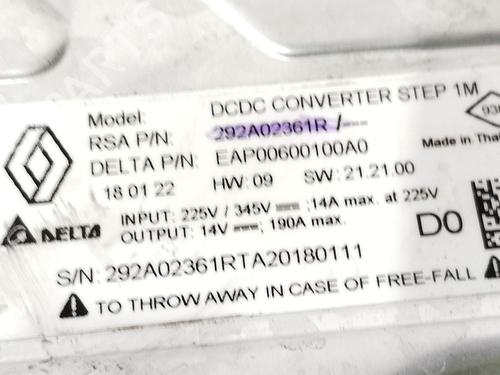 Model: DCDC CONVERTER STEP 1M
RSA P/N: 292A02361R/---
DELTA P/N: EAP00600100A0
18 01 22 HW: 09 SW: 21.21.00
Made in Tha
INPUT: 225V / 345V ⎓;14A max. at 225V
OUTPUT: 14V ⎓; 190A max.
D0
DELTA
S/N: 292A02361RTA20180111
TO THROW AWAY IN CASE OF FREE-FALL